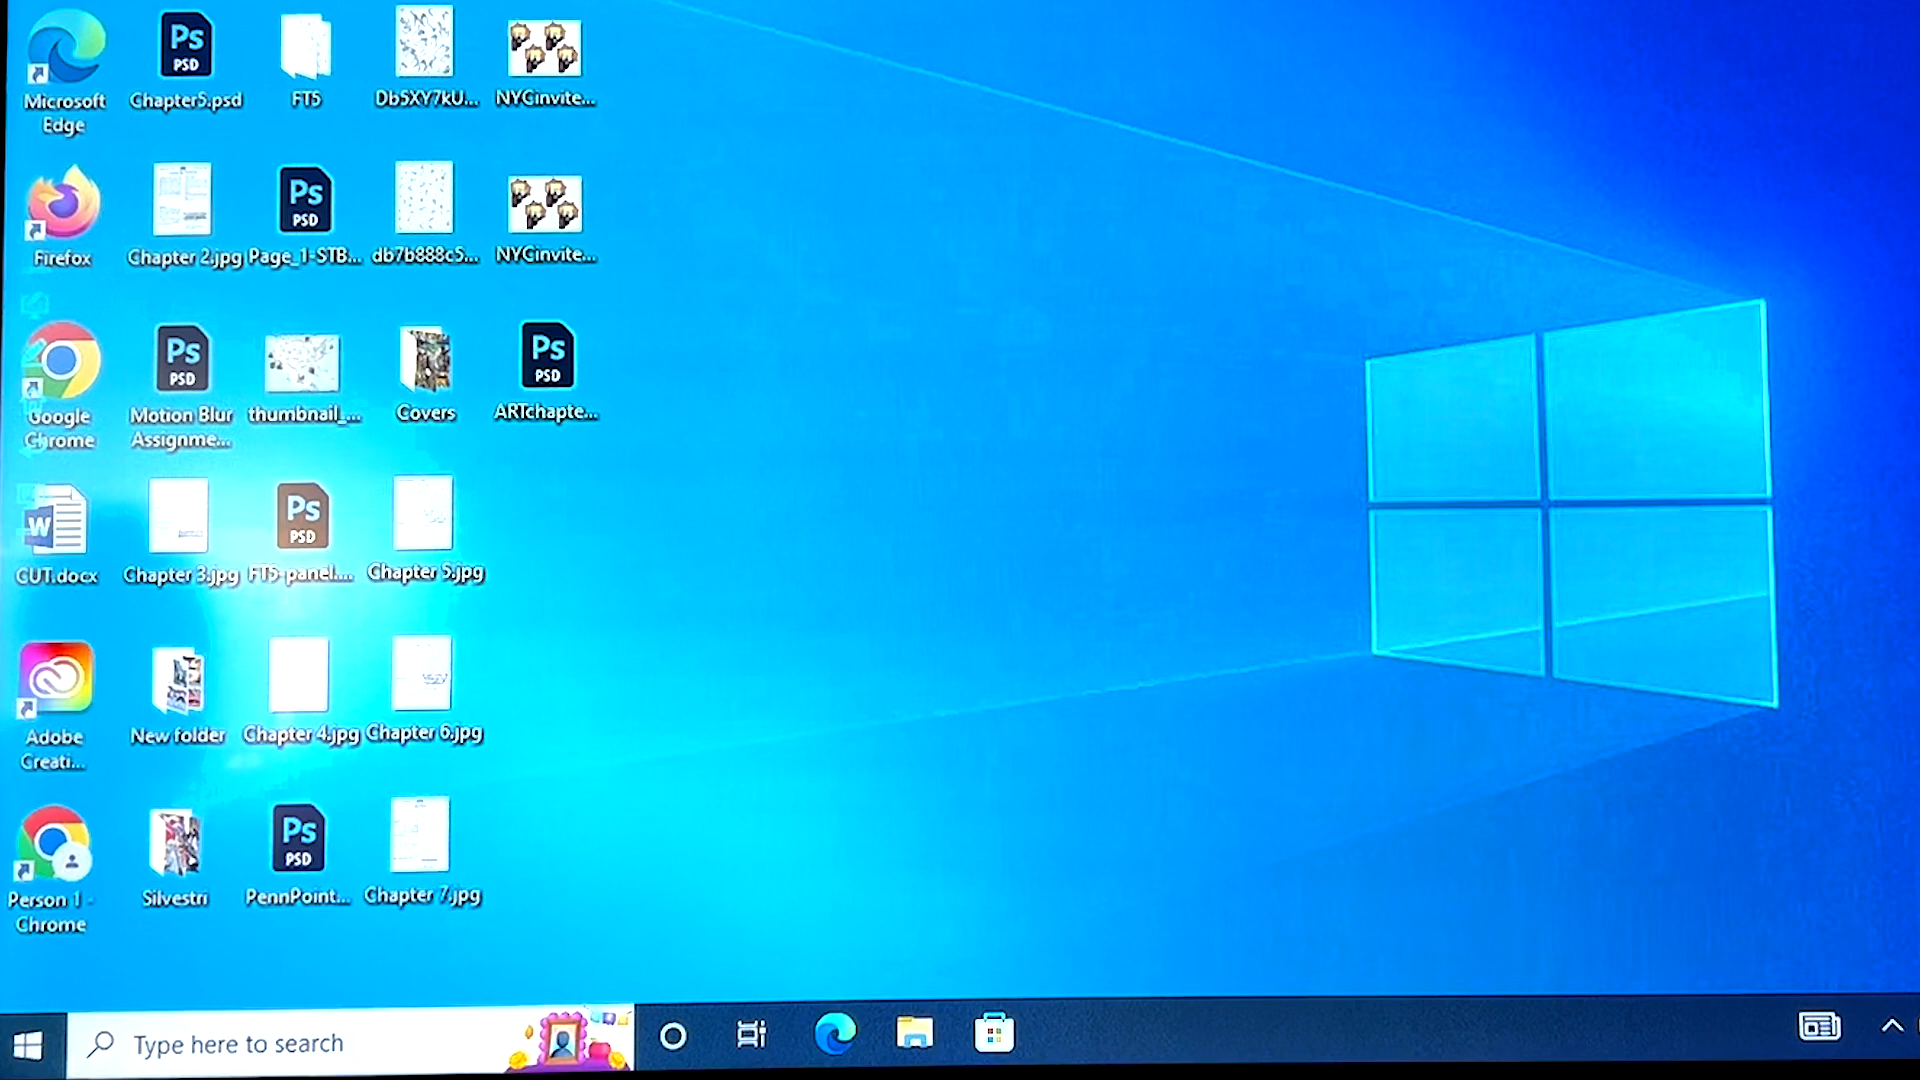 Ps
PSD
Ps
PSD
Ps
PSD
Ps
PSD
Ps
PSD
Ps
PSD
W
Microsoft
Edge
Chapter5.psd
FT5
Db5XY7kU...
NYCinvite...
Firefox
Chapter 2.jpg
Page_1-STB...
db7b888c5...
NYCinvite...
Google
Chrome
Motion Blur
Assignme...
thumbnail_...
Covers
ARTchapte...
CUT.docx
Chapter 3.jpg
FT5-panel....
Chapter 5.jpg
Adobe
Creati...
New folder
Chapter 4.jpg
Chapter 6.jpg
Person 1 -
Chrome
Silvestri
PennPoint...
Chapter 7.jpg
Type here to search